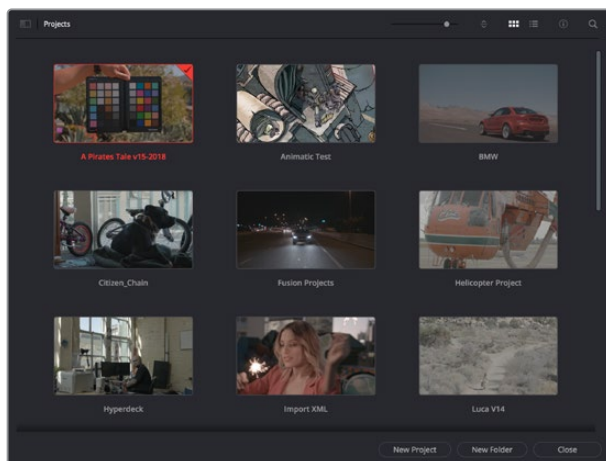 Projects
A Pirates Tale v15-2018
Animatic Test
BMW
Citizen_Chain
Fusion Projects
Helicopter Project
Hyperdeck
Import XML
Luca V14
New Project
New Folder
Close